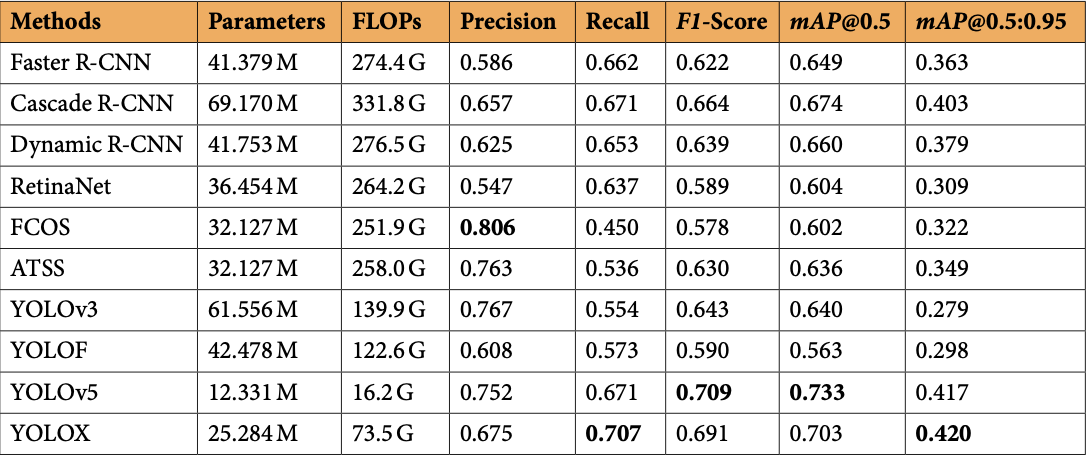 Methods Parameters FLOPs Precision Recall F1-Score mAP@0.5 mAP@0.5:0.95
Faster R-CNN 41.379 M 274.4 G 0.586 0.662 0.622 0.649 0.363
Cascade R-CNN 69.170 M 331.8 G 0.657 0.671 0.664 0.674 0.403
Dynamic R-CNN 41.753 M 276.5 G 0.625 0.653 0.639 0.660 0.379
RetinaNet 36.454 M 264.2 G 0.547 0.637 0.589 0.604 0.309
FCOS 32.127 M 251.9 G 0.806 0.450 0.578 0.602 0.322
ATSS 32.127 M 258.0 G 0.763 0.536 0.630 0.636 0.349
YOLOv3 61.556 M 139.9 G 0.767 0.554 0.643 0.640 0.279
YOLOF 42.478 M 122.6 G 0.608 0.573 0.590 0.563 0.298
YOLOv5 12.331 M 16.2 G 0.752 0.671 0.709 0.733 0.417
YOLOX 25.284 M 73.5 G 0.675 0.707 0.691 0.703 0.420